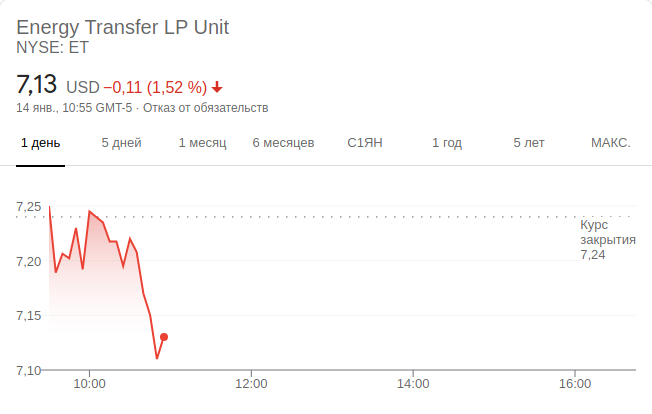 Energy Transfer LP Unit
NYSE: ET
7,13 USD −0,11 (1,52 %)
14 янв., 10:55 GMT-5 · Отказ от обязательств
1 день 5 дней 1 месяц 6 месяцев С1ЯН 1 год 5 лет МАКС.
7,25
Курс
закрытия
7,24
7,20
7,15
7,10
10:00 12:00 14:00 16:00